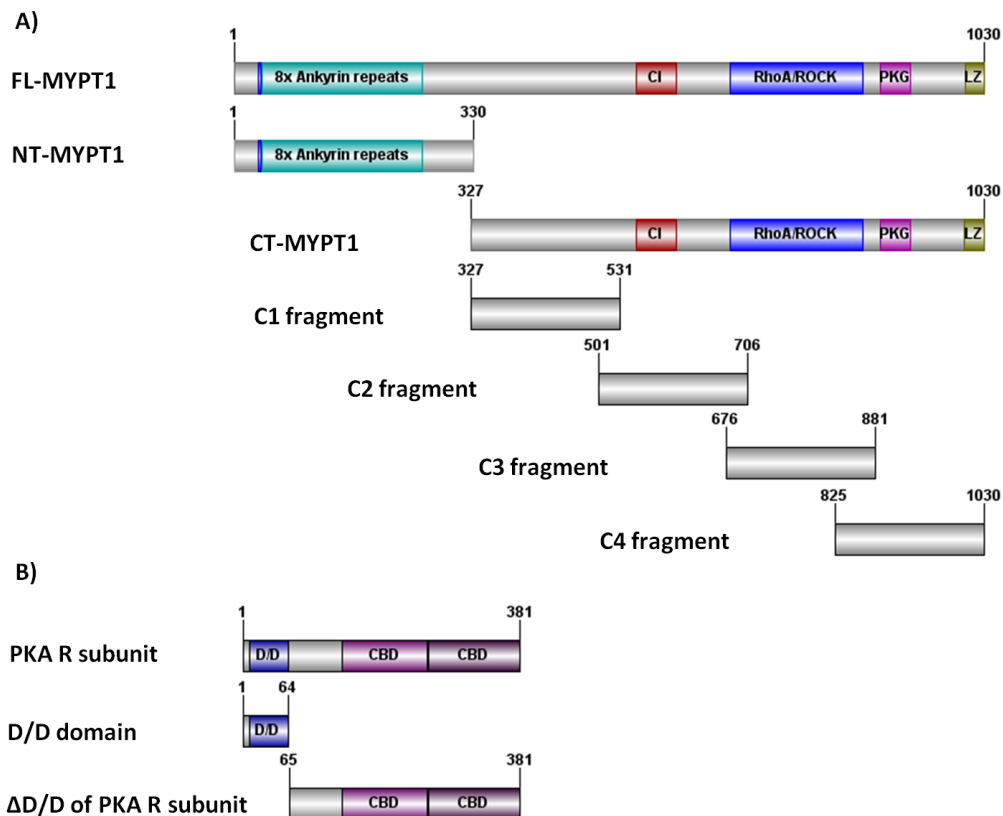 A)
1 1030
FL-MYPT1 8x Ankyrin repeats CI RhoA/ROCK PKG LZ
1 330
NT-MYPT1 8x Ankyrin repeats
327 1030
CT-MYPT1 CI RhoA/ROCK PKG LZ
327 531
C1 fragment
501 706
C2 fragment
676 881
C3 fragment
825 1030
C4 fragment
B)
1 381
PKA R subunit D/D CBD CBD
1 64
D/D domain D/D
65 381
ΔD/D of PKA R subunit CBD CBD